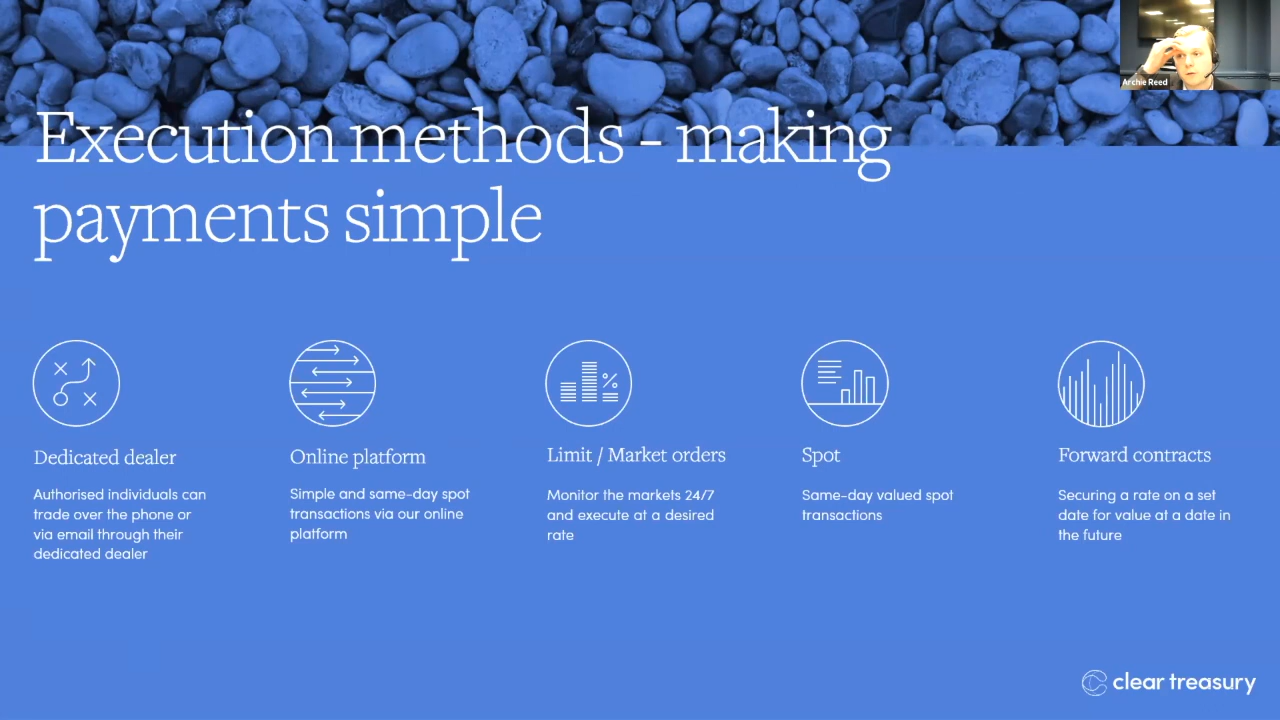 Archie Reed
Execution methods - making
payments simple
Dedicated dealer
Authorised individuals can
trade over the phone or
via email through their
dedicated dealer
Online platform
Simple and same-day spot
transactions via our online
platform
Limit / Market orders
Monitor the markets 24/7
and execute at a desired
rate
Spot
Same-day valued spot
transactions
Forward contracts
Securing a rate on a set
date for value at a date in
the future
clear treasury